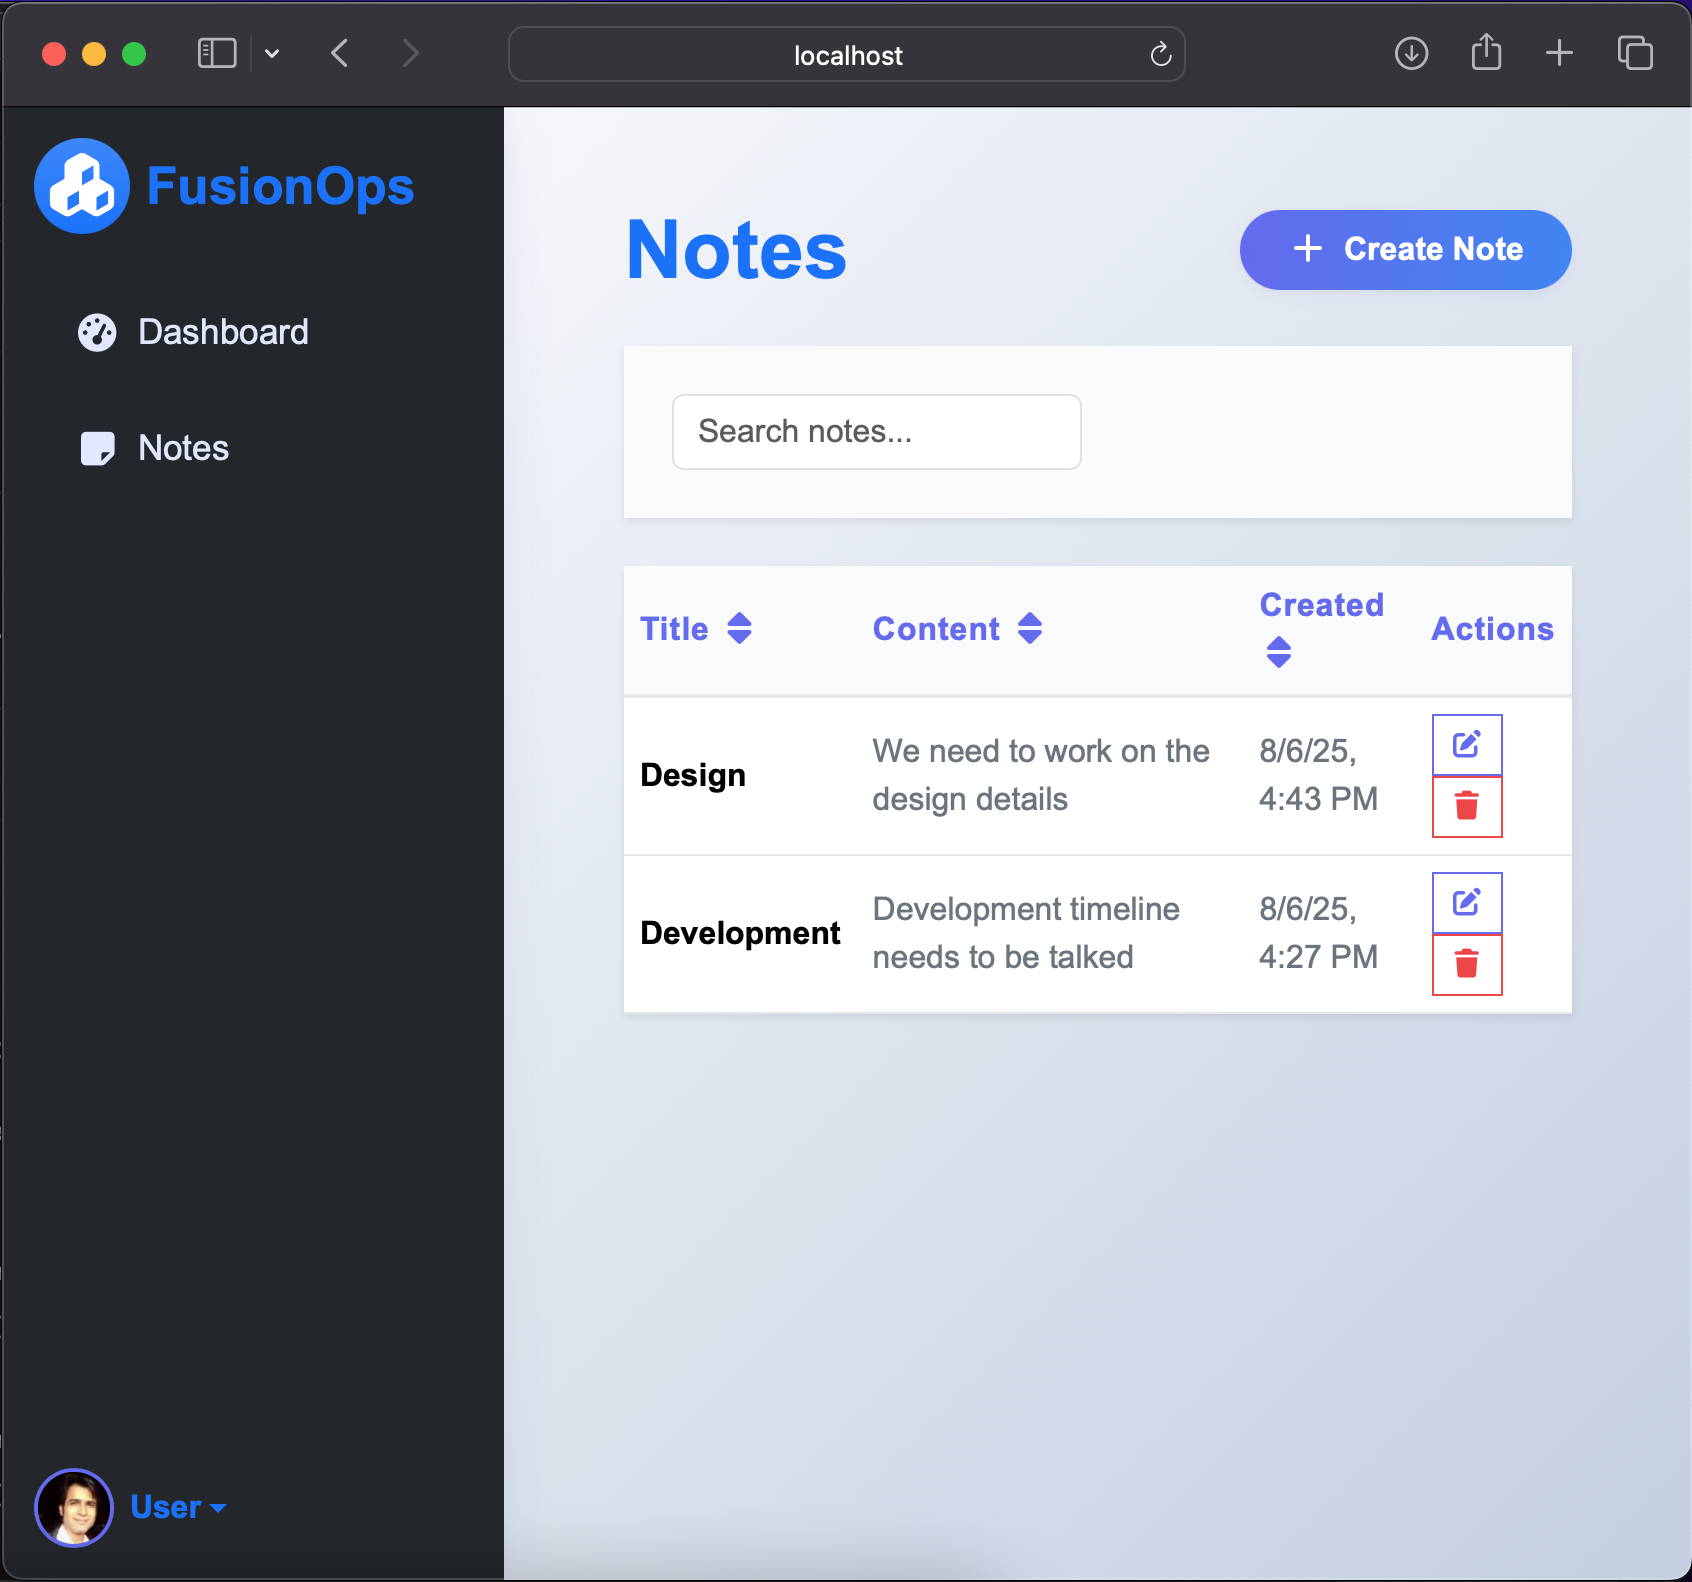 localhost
FusionOps
Dashboard
Notes
Notes
Create Note
Search notes...
Title
Content
Created
Actions
Design
We need to work on the
design details
8/6/25,
4:43 PM
Development
Development timeline
needs to be talked
8/6/25,
4:27 PM
User